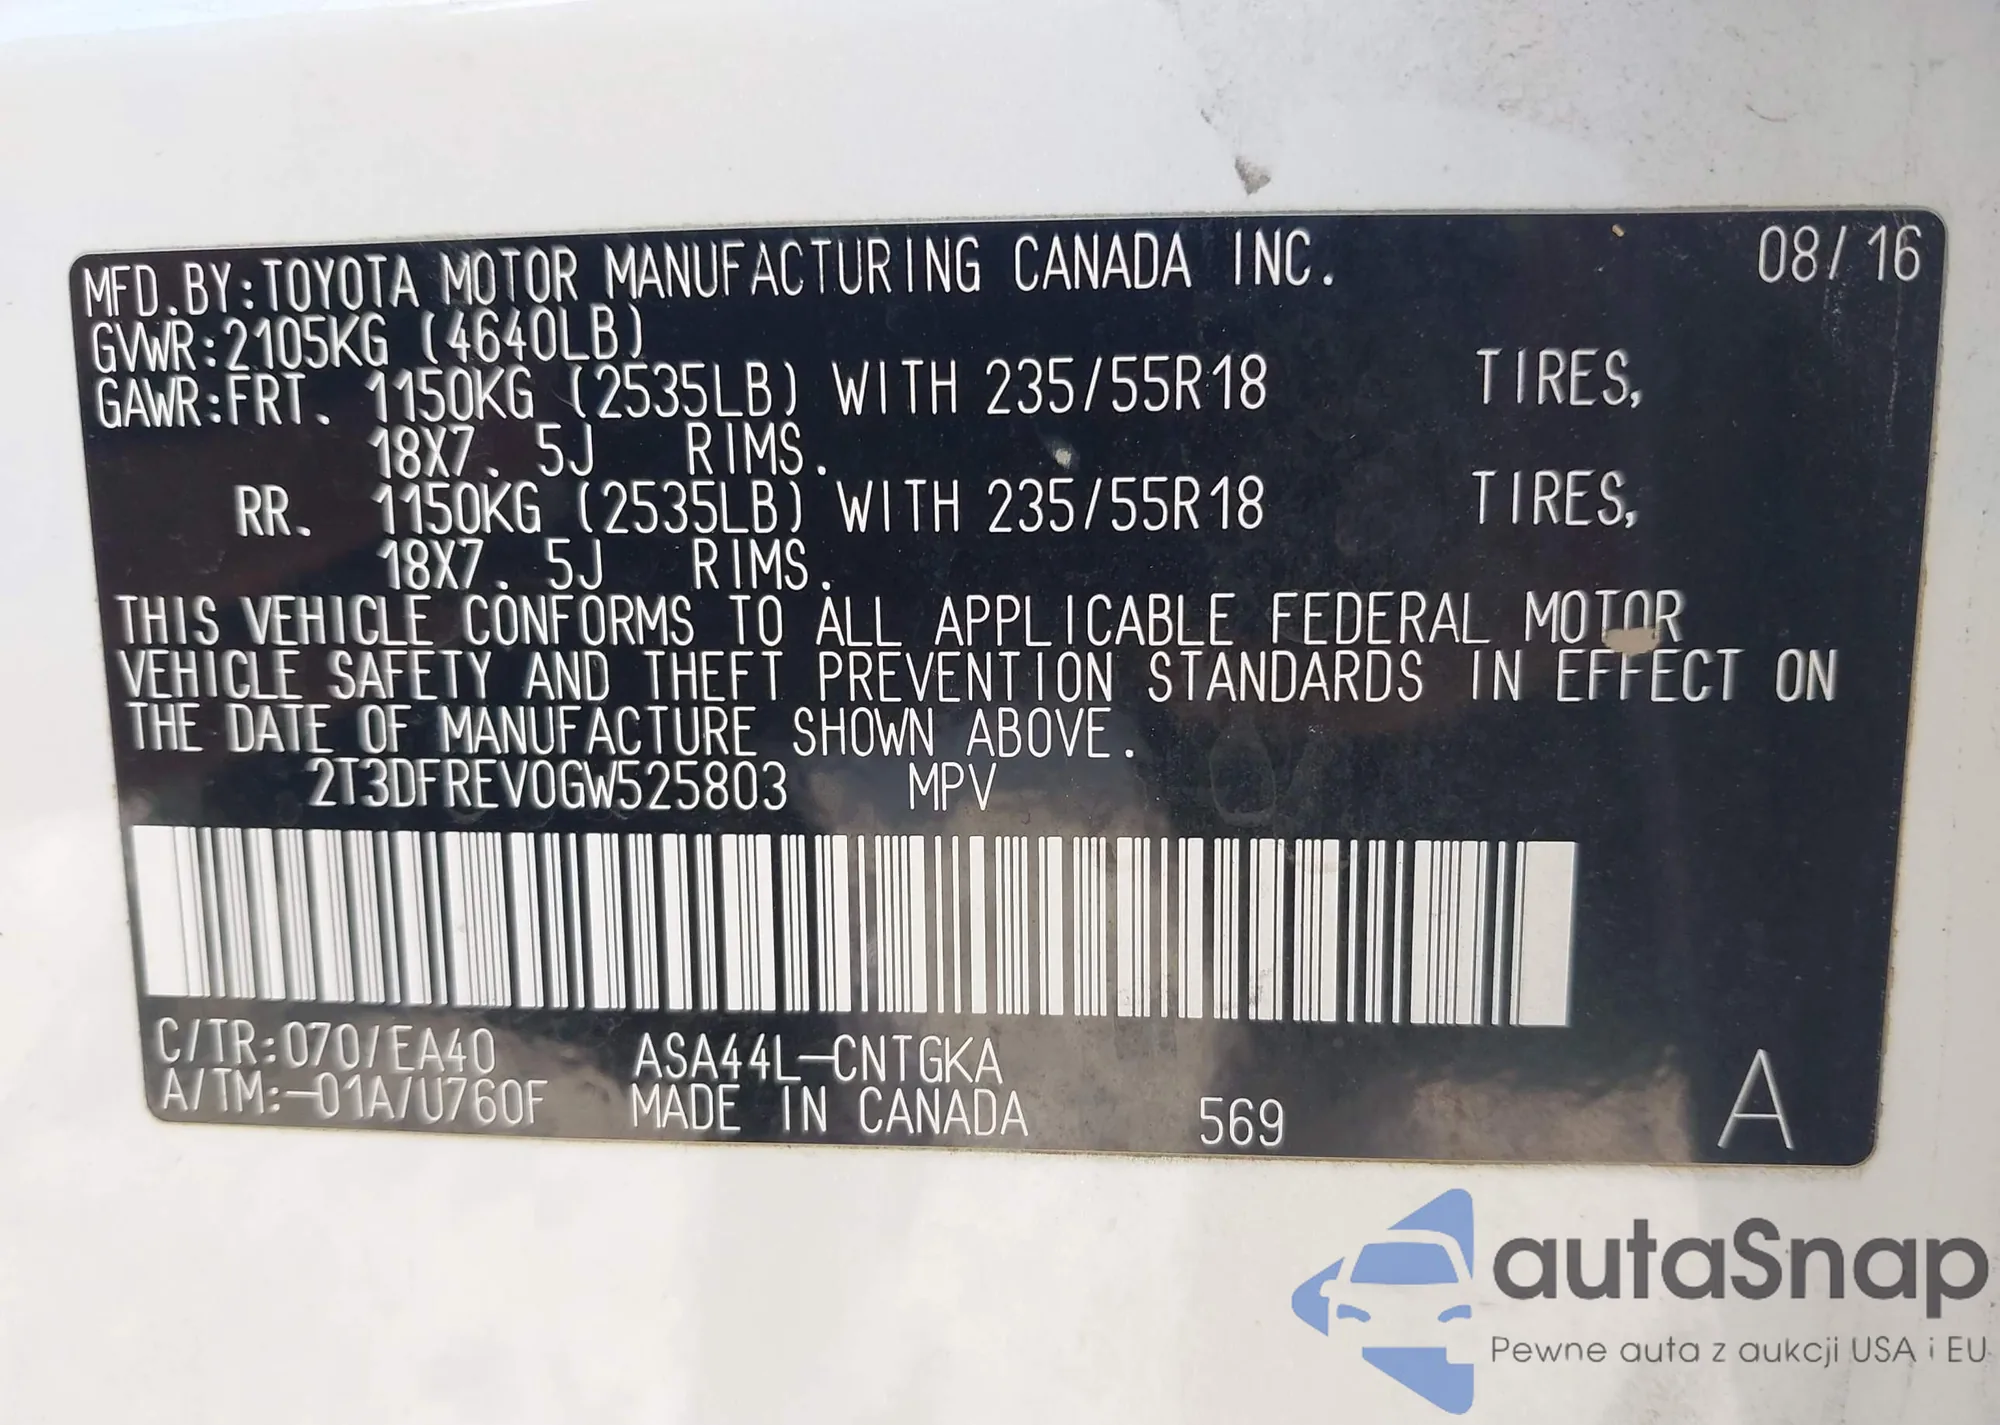 MFD.BY:TOYOTA MOTOR MANUFACTURING CANADA INC. 08/16
GVWR:2105KG (4640LB)
GAWR:FRT. 1150KG (2535LB) WITH 235/55R18 TIRES,
18X7.5J RIMS.
RR. 1150KG (2535LB) WITH 235/55R18 TIRES,
18X7.5J RIMS.
THIS VEHICLE CONFORMS TO ALL APPLICABLE FEDERAL MOTOR
VEHICLE SAFETY AND THEFT PREVENTION STANDARDS IN EFFECT ON
THE DATE OF MANUFACTURE SHOWN ABOVE.
2T3DFREV0GW525803 MPV
C/TR:070/EA40 ASA44L-CNTGKA
A/TM:-01A/U760F MADE IN CANADA 569 A
autaSnap
Pewne auta z aukcji USA i EU